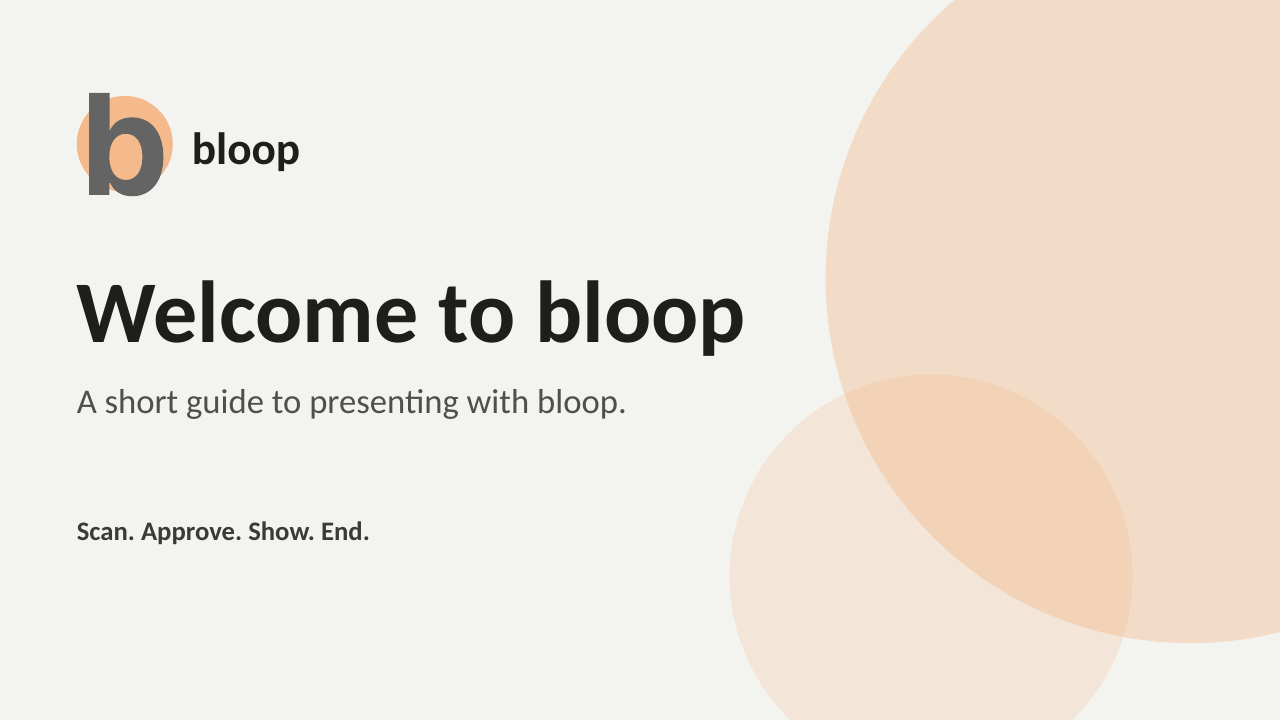 b bloop
Welcome to bloop
A short guide to presenting with bloop.
Scan. Approve. Show. End.